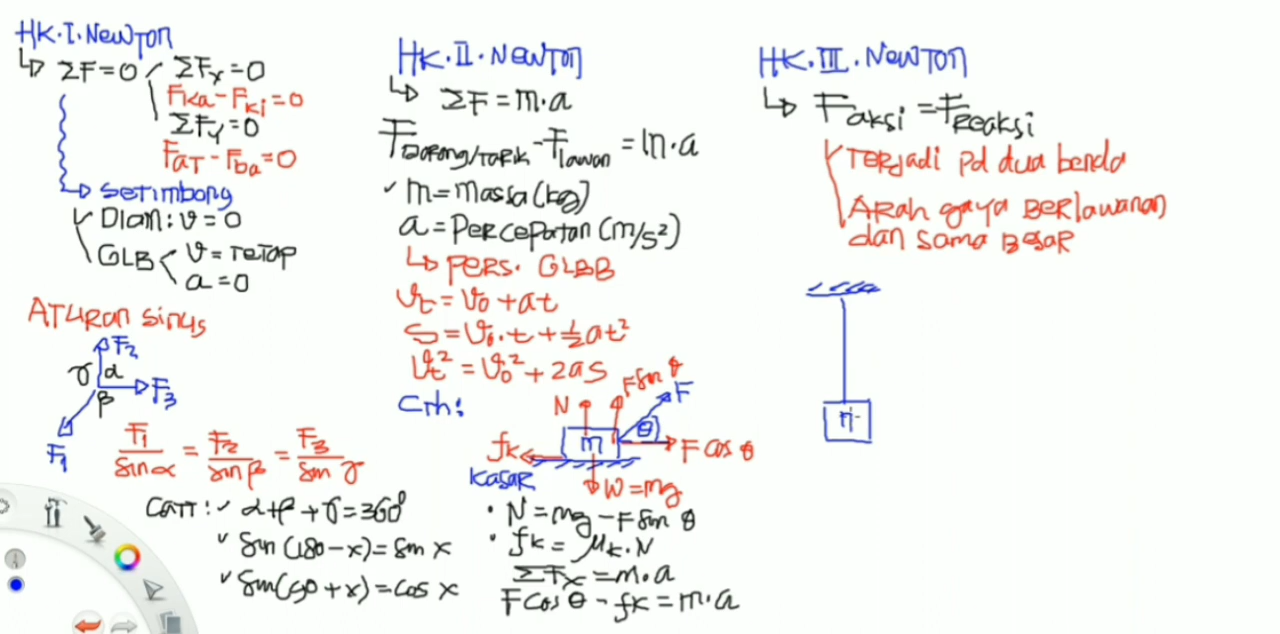 HK.I.NEWTON
ΣF=0
ΣFx=0
Fka-Fki=0
ΣFy=0
FaT-Fba=0
Setimbang
Diam: v=0
GLB
v=Tetap
a=0
Aturan sinus
F2
γ α
F3
β
F1
F1/sin α = F2/sin β = F3/sin γ
Catt: ✓ α+β+γ=360°
✓ sin(180-x)=sin x
✓ sin(90+x)=cos x
HK.II.NEWTON
ΣF=m.a
FDorong/Tarik-Flawan=m.a
✓ m=massa(kg)
a=percepatan(m/s²)
Pers. GLBB
Vt=V0+at
S=V0.t+½at²
Vt²=V0²+2as
Cth:
F sin θ
F
N
m
θ
fk
F cos θ
Kasar
W=mg
• N=mg-F sin θ
• fk=μk.N
ΣFx=m.a
F cos θ-fk=m.a
HK.III.NEWTON
Faksi=Freaksi
Terjadi pd dua benda
Arah gaya berlawanan
dan sama besar